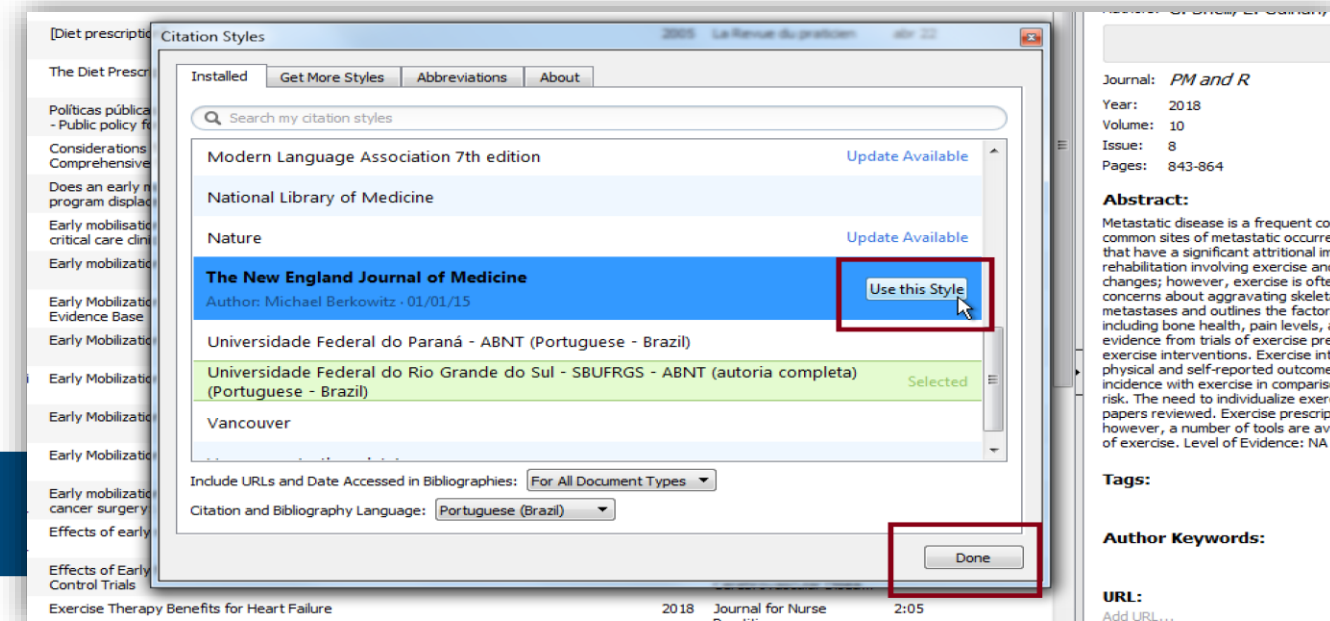 [Diet prescriptio
The Diet Prescr
Políticas pública
- Public policy fo
Considerations
Comprehensive
Does an early m
program displac
Early mobilisatio
critical care clini
Early mobilizatio
Early Mobilizatio
Evidence Base
Early Mobilizatio
Early Mobilizatio
Early Mobilizatio
Early Mobilizatio
Early mobilizatio
cancer surgery
Effects of early
Effects of Early
Control Trials
Exercise Therapy Benefits for Heart Failure 2018 Journal for Nurse 2:05
Citation Styles 2005 La Revue du praticien abr 22
Installed Get More Styles Abbreviations About
Search my citation styles
Modern Language Association 7th edition Update Available
National Library of Medicine
Nature Update Available
The New England Journal of Medicine
Author: Michael Berkowitz · 01/01/15 Use this Style
Universidade Federal do Paraná - ABNT (Portuguese - Brazil)
Universidade Federal do Rio Grande do Sul - SBUFRGS - ABNT (autoria completa)
(Portuguese - Brazil) Selected
Vancouver
Include URLs and Date Accessed in Bibliographies: For All Document Types
Citation and Bibliography Language: Portuguese (Brazil)
Done
Journal: PM and R
Year: 2018
Volume: 10
Issue: 8
Pages: 843-864
Abstract:
Metastatic disease is a frequent co
common sites of metastatic occurre
that have a significant attritional im
rehabilitation involving exercise and
changes; however, exercise is ofte
concerns about aggravating skelet
metastases and outlines the factor
including bone health, pain levels, a
evidence from trials of exercise pre
exercise interventions. Exercise int
physical and self-reported outcome
incidence with exercise in comparis
risk. The need to individualize exer
papers reviewed. Exercise prescrip
however, a number of tools are av
of exercise. Level of Evidence: NA
Tags:
Author Keywords:
URL:
Add URL...